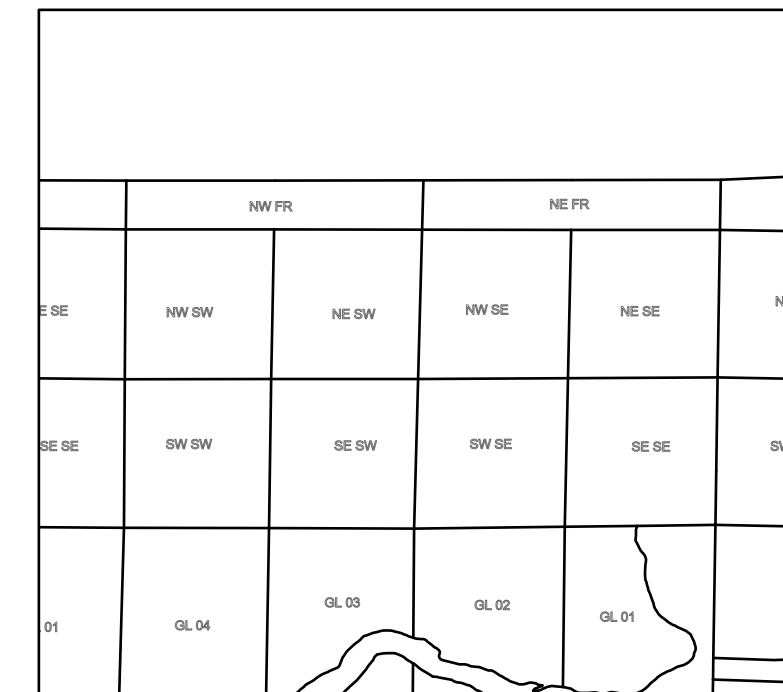 NW FR
NE FR
E SE
NW SW
NE SW
NW SE
NE SE
N
SE SE
SW SW
SE SW
SW SE
SE SE
SW
01
GL 04
GL 03
GL 02
GL 01